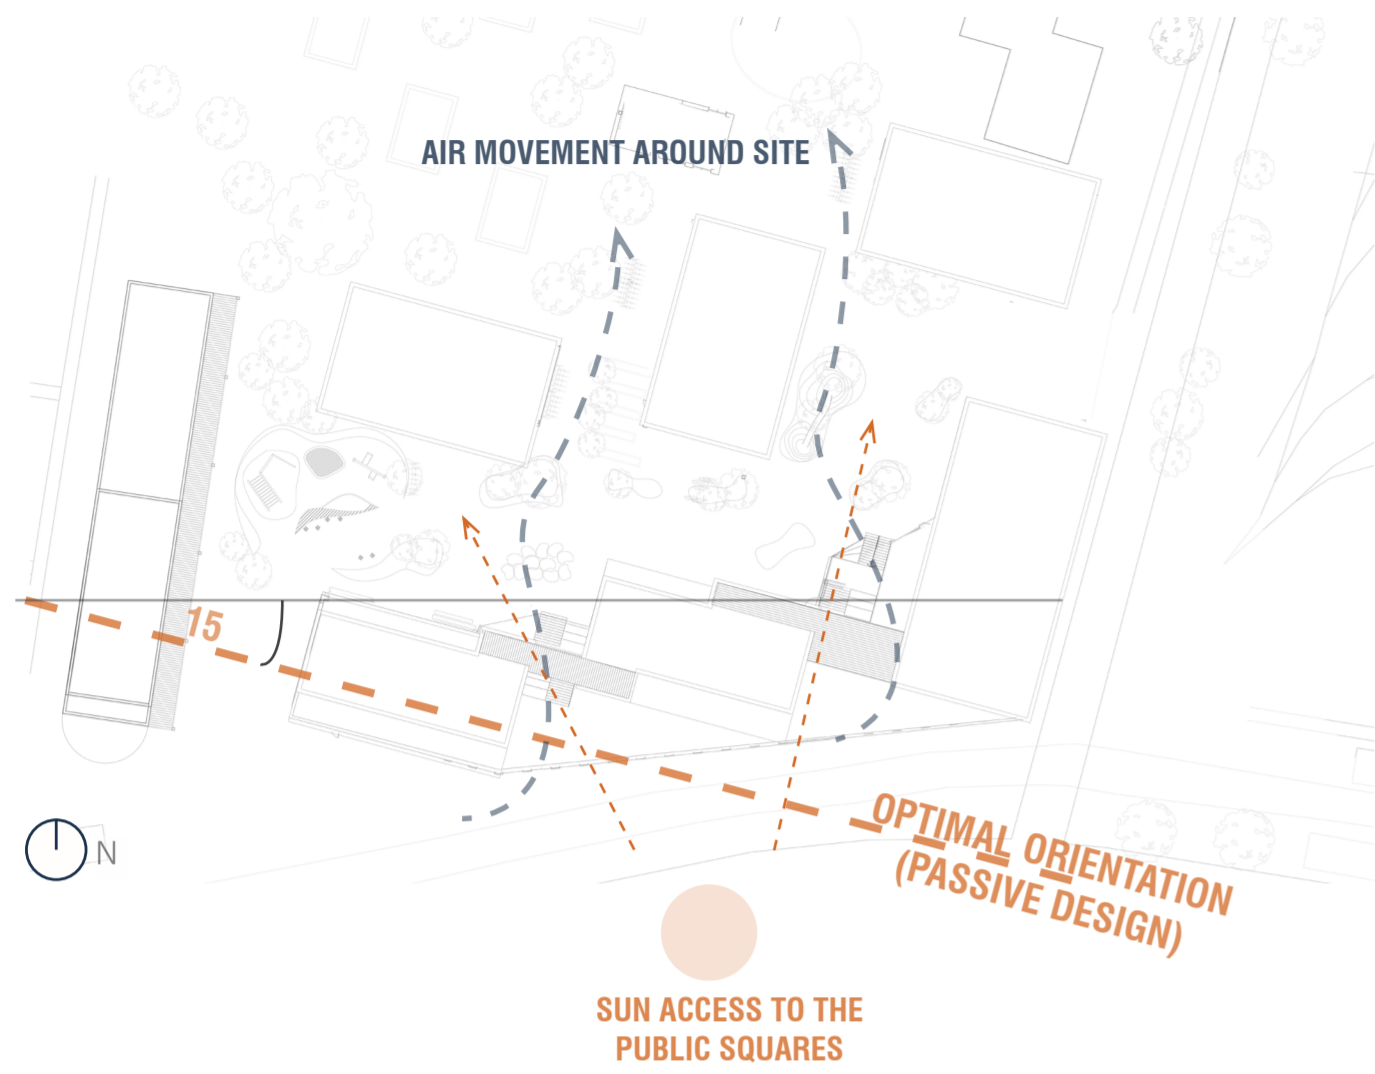 AIR MOVEMENT AROUND SITE
15
N
OPTIMAL ORIENTATION
(PASSIVE DESIGN)
SUN ACCESS TO THE
PUBLIC SQUARES